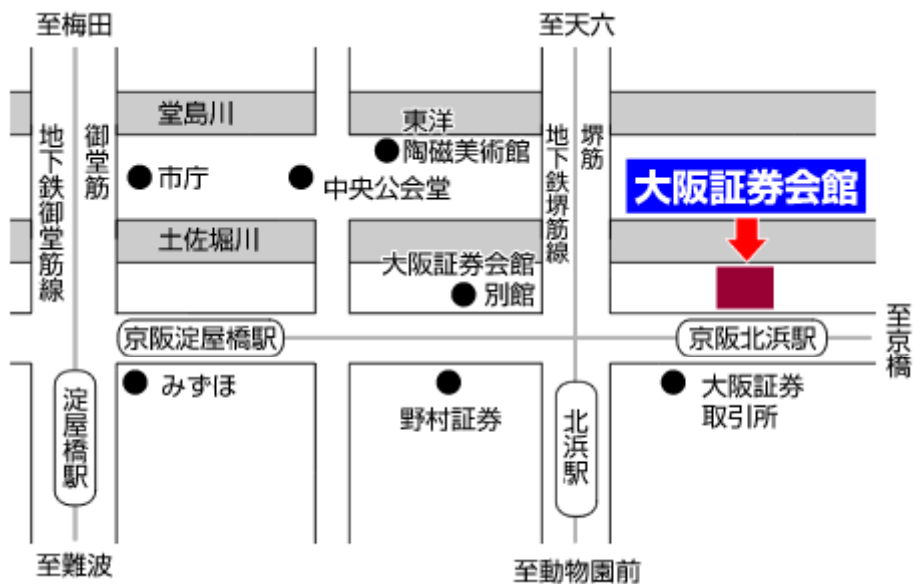 至梅田
至天六
堂島川
東洋
陶磁美術館
地下鉄御堂筋線
御堂筋
市庁
中央公会堂
地下鉄堺筋線
堺筋
大阪証券会館
土佐堀川
大阪証券会館
別館
京阪淀屋橋駅
京阪北浜駅
至京橋
淀屋橋駅
みずほ
野村証券
北浜駅
大阪証券
取引所
至難波
至動物園前